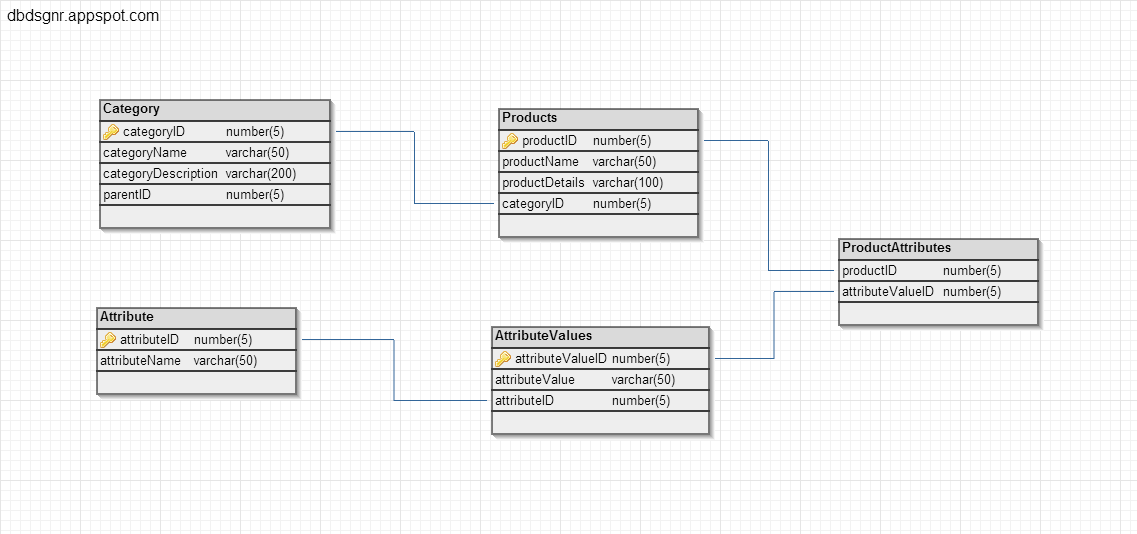 dbdsgnr.appspot.com
Category
categoryID number(5)
categoryName varchar(50)
categoryDescription varchar(200)
parentID number(5)
Products
productID number(5)
productName varchar(50)
productDetails varchar(100)
categoryID number(5)
ProductAttributes
productID number(5)
attributeValueID number(5)
Attribute
attributeID number(5)
attributeName varchar(50)
AttributeValues
attributeValueID number(5)
attributeValue varchar(50)
attributeID number(5)